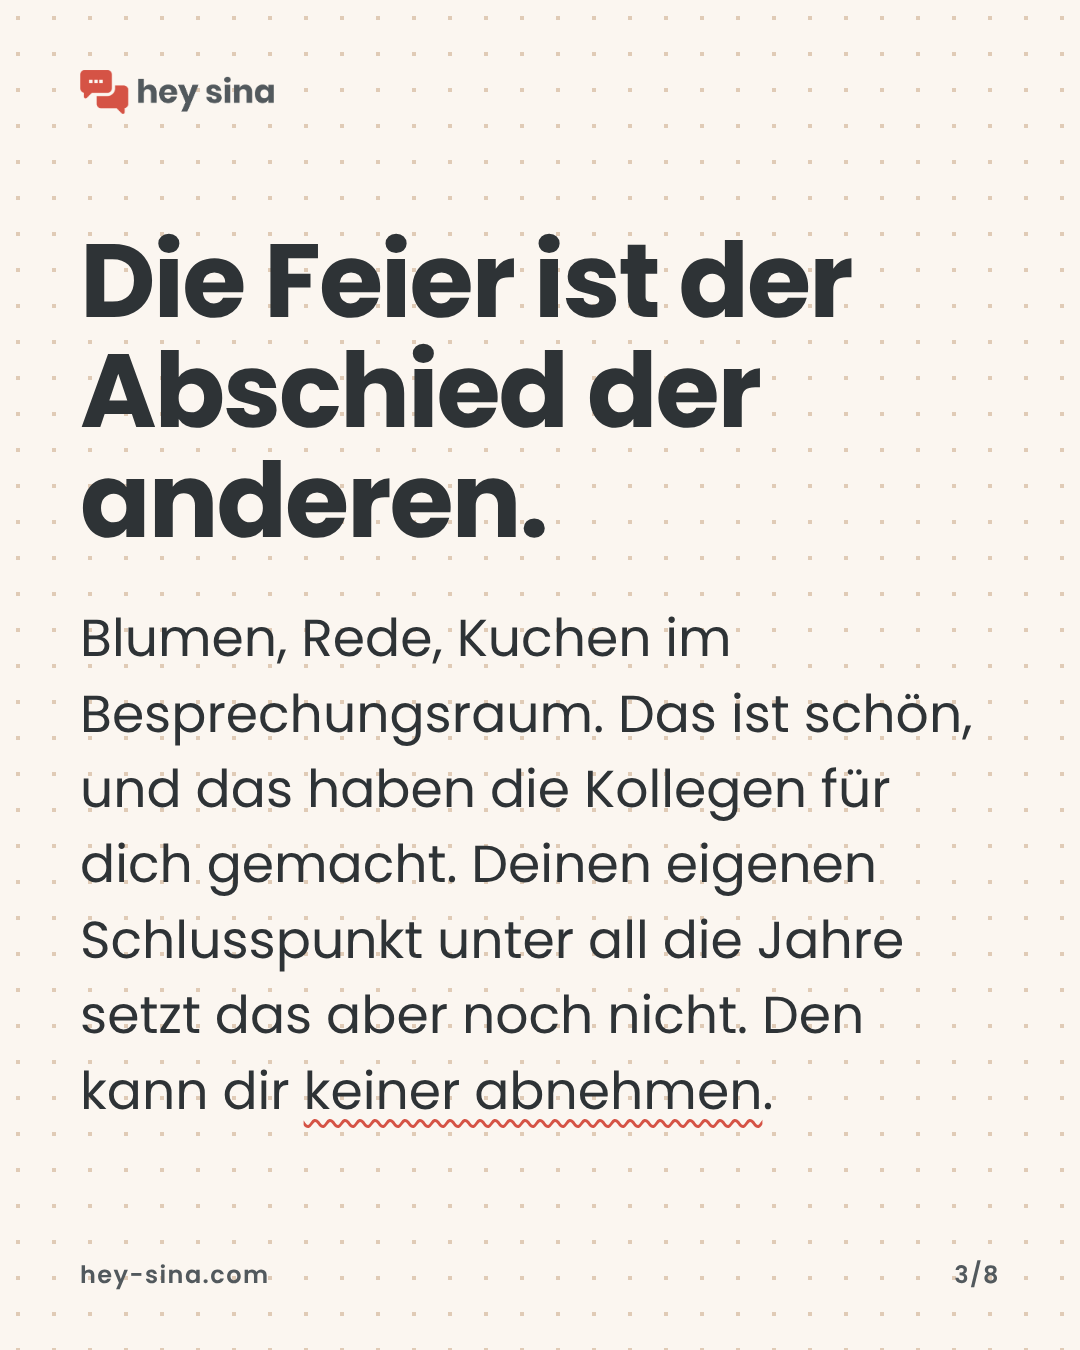 hey sina
Die Feier ist der
Abschied der
anderen.
Blumen, Rede, Kuchen im
Besprechungsraum. Das ist schön,
und das haben die Kollegen für
dich gemacht. Deinen eigenen
Schlusspunkt unter all die Jahre
setzt das aber noch nicht. Den
kann dir keiner abnehmen.
hey-sina.com
3/8